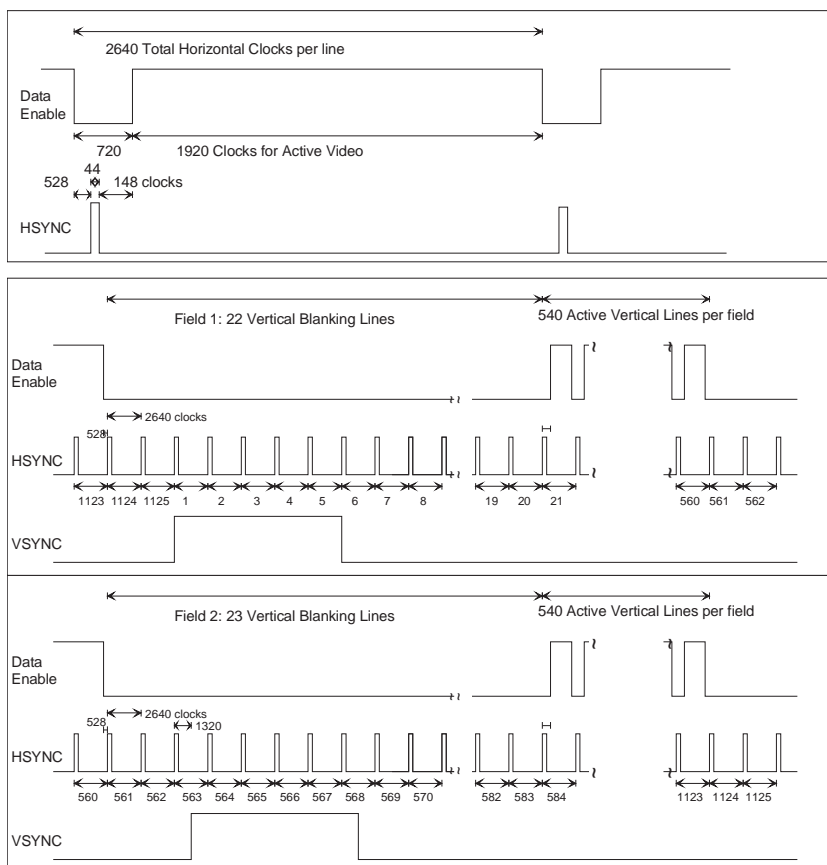 2640 Total Horizontal Clocks per line
Data
Enable
720
1920 Clocks for Active Video
44
528
148 clocks
HSYNC
Field 1: 22 Vertical Blanking Lines
540 Active Vertical Lines per field
Data
Enable
2640 clocks
528
HSYNC
1123 1124 1125 1 2 3 4 5 6 7 8 19 20 21 560 561 562
VSYNC
Field 2: 23 Vertical Blanking Lines
540 Active Vertical Lines per field
Data
Enable
2640 clocks
528
1320
HSYNC
560 561 562 563 564 565 566 567 568 569 570 582 583 584 1123 1124 1125
VSYNC